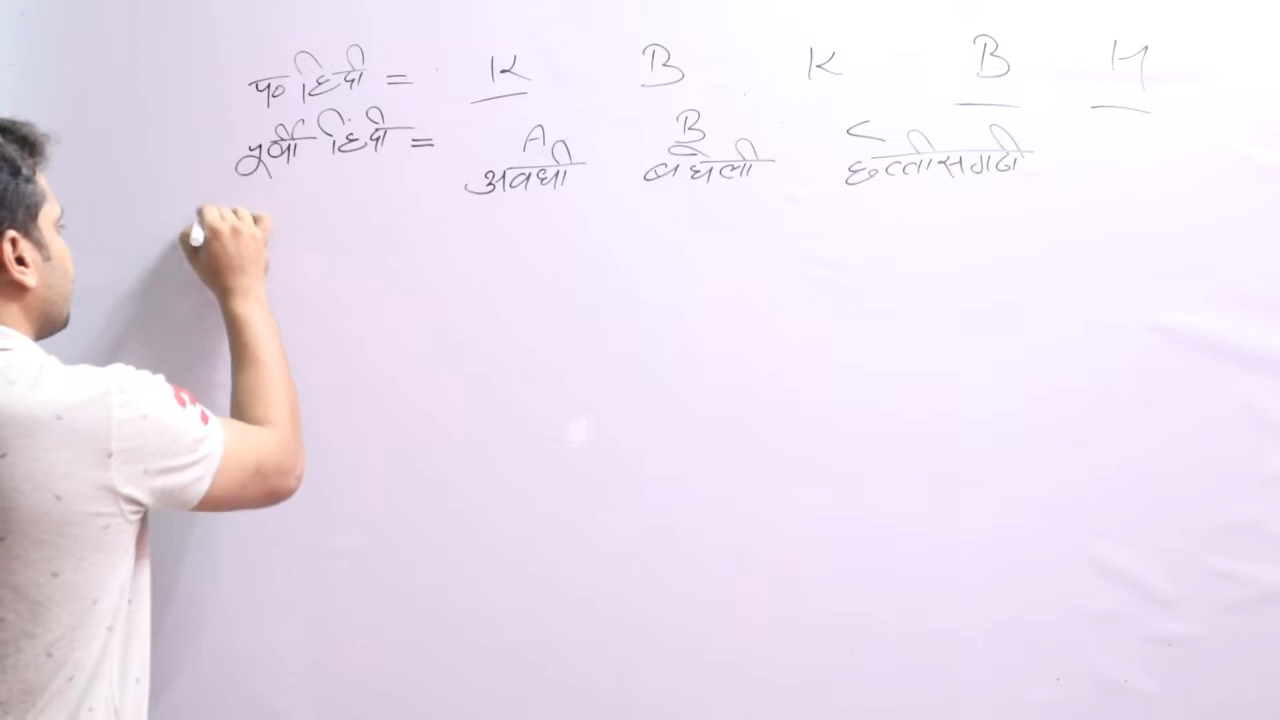 प० हिंदी = K B K B H
पूर्वी हिंदी = A B C
अवधी बघेली छत्तीसगढी